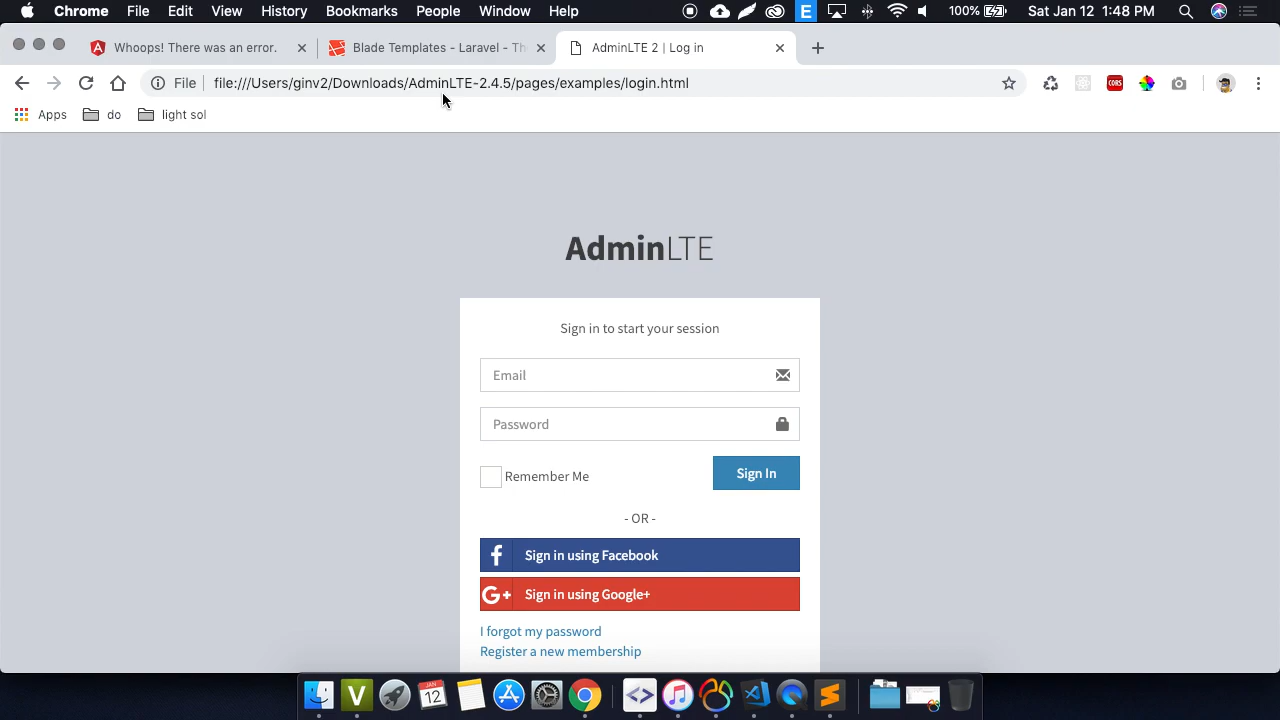 Chrome File Edit View History Bookmarks People Window Help E 100% Sat Jan 12 1:48 PM
Whoops! There was an error. Blade Templates - Laravel - Th AdminLTE 2 | Log in
File file:///Users/ginv2/Downloads/AdminLTE-2.4.5/pages/examples/login.html CORS
Apps do light sol
AdminLTE
Sign in to start your session
Email
Password
Remember Me Sign In
- OR -
f Sign in using Facebook
G+ Sign in using Google+
I forgot my password
Register a new membership
V JAN 12